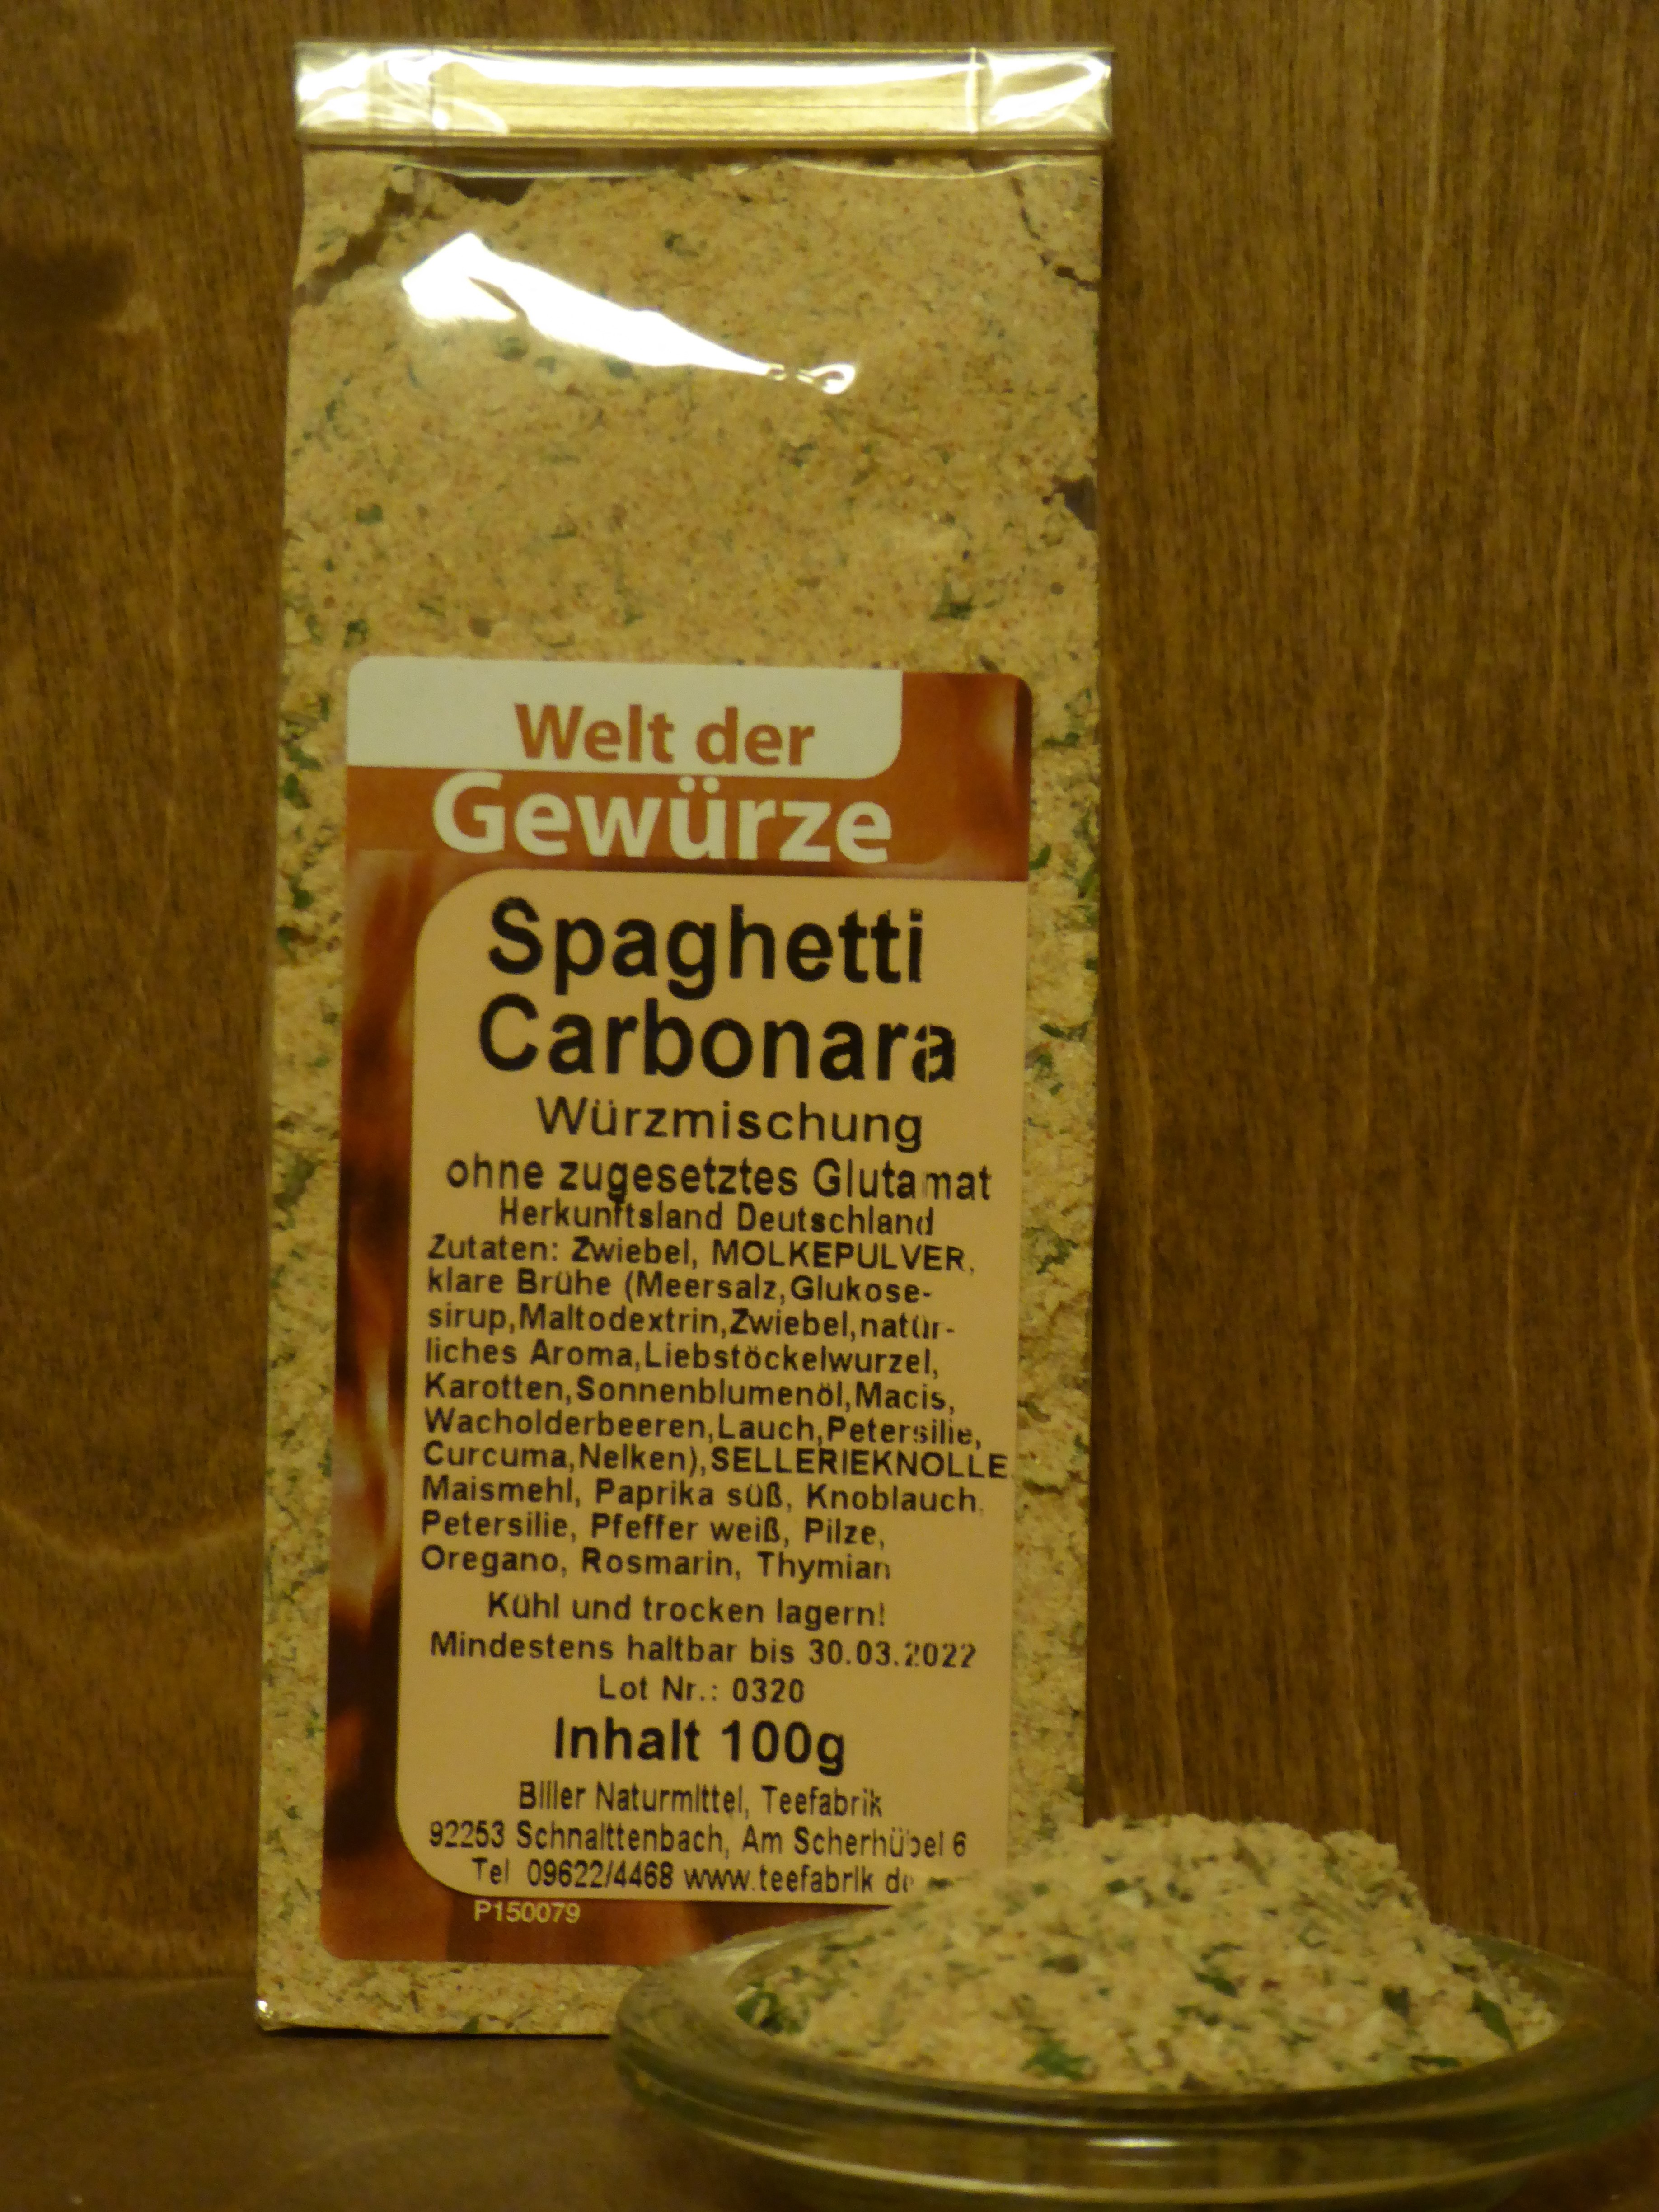 Welt der
Gewürze
Spaghetti
Carbonara
Würzmischung
ohne zugesetztes Glutamat
Herkunftsland Deutschland
Zutaten: Zwiebel, MOLKEPULVER,
klare Brühe (Meersalz,Glukose-
sirup,Maltodextrin,Zwiebel,natür-
liches Aroma,Liebstöckelwurzel,
Karotten,Sonnenblumenöl,Macis,
Wacholderbeeren,Lauch,Petersilie,
Curcuma,Nelken),SELLERIEKNOLLE
Maismehl, Paprika süß, Knoblauch,
Petersilie, Pfeffer weiß, Pilze,
Oregano, Rosmarin, Thymian
Kühl und trocken lagern!
Mindestens haltbar bis 30.03.2022
Lot Nr.: 0320
Inhalt 100g
Biller Naturmittel, Teefabrik
92253 Schnaittenbach, Am Scherhübel 6
Tel 09622/4468 www.teefabrik de
P150079